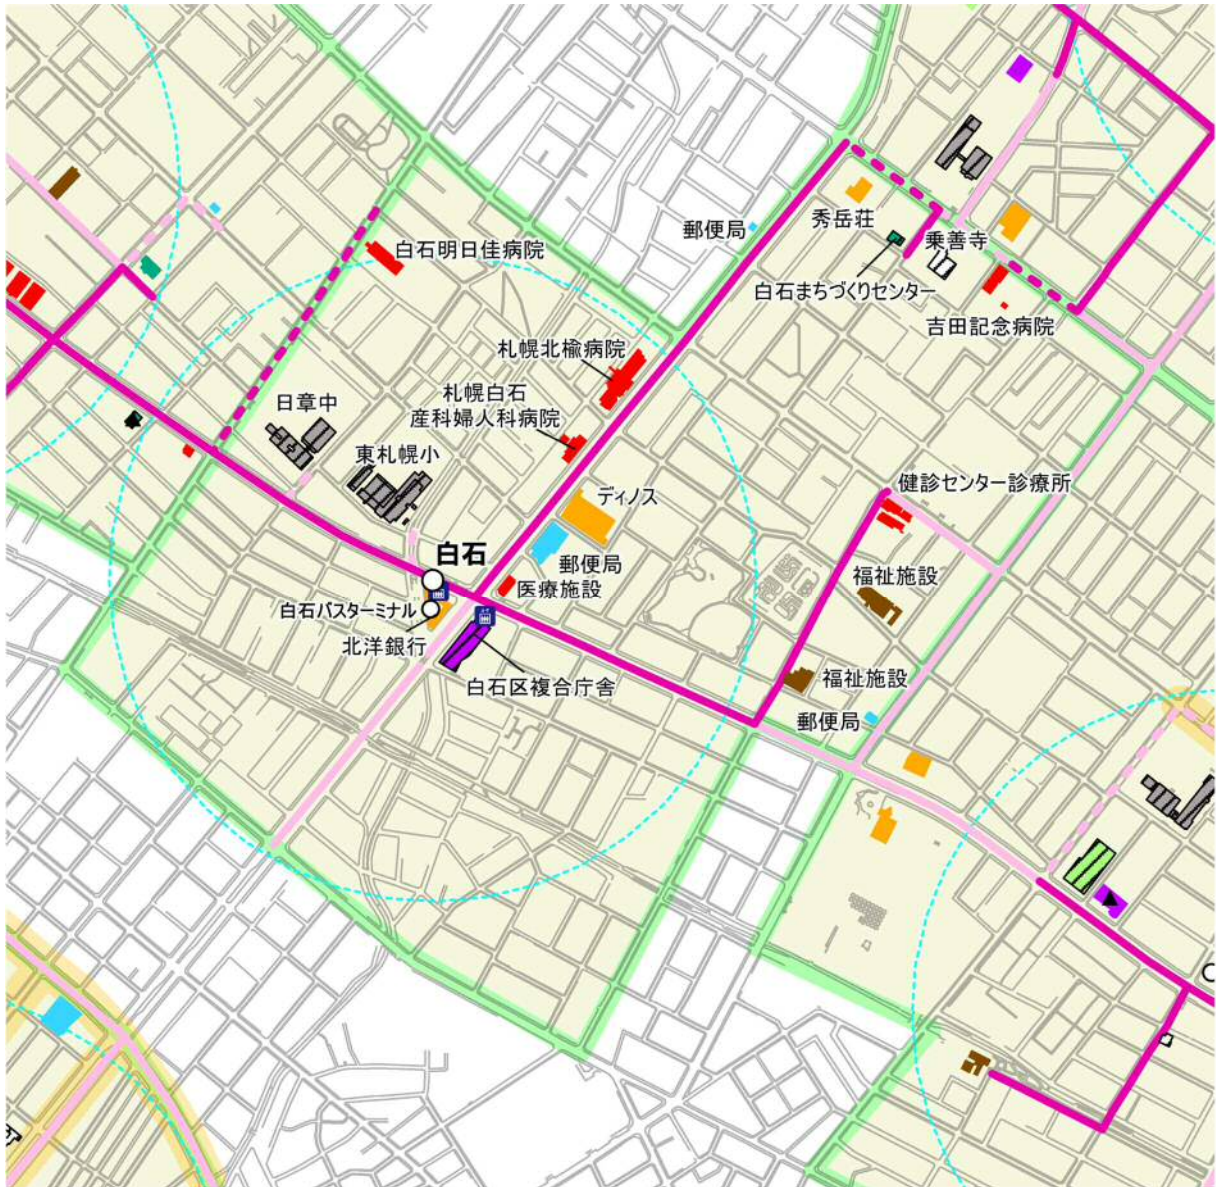 郵便局
秀岳荘
乗善寺
白石明日佳病院
白石まちづくりセンター
吉田記念病院
札幌北楡病院
札幌白石
産科婦人科病院
日章中
東札幌小
健診センター診療所
ディノス
白石
郵便局
医療施設
福祉施設
白石バスターミナル
北洋銀行
白石区複合庁舎
福祉施設
郵便局